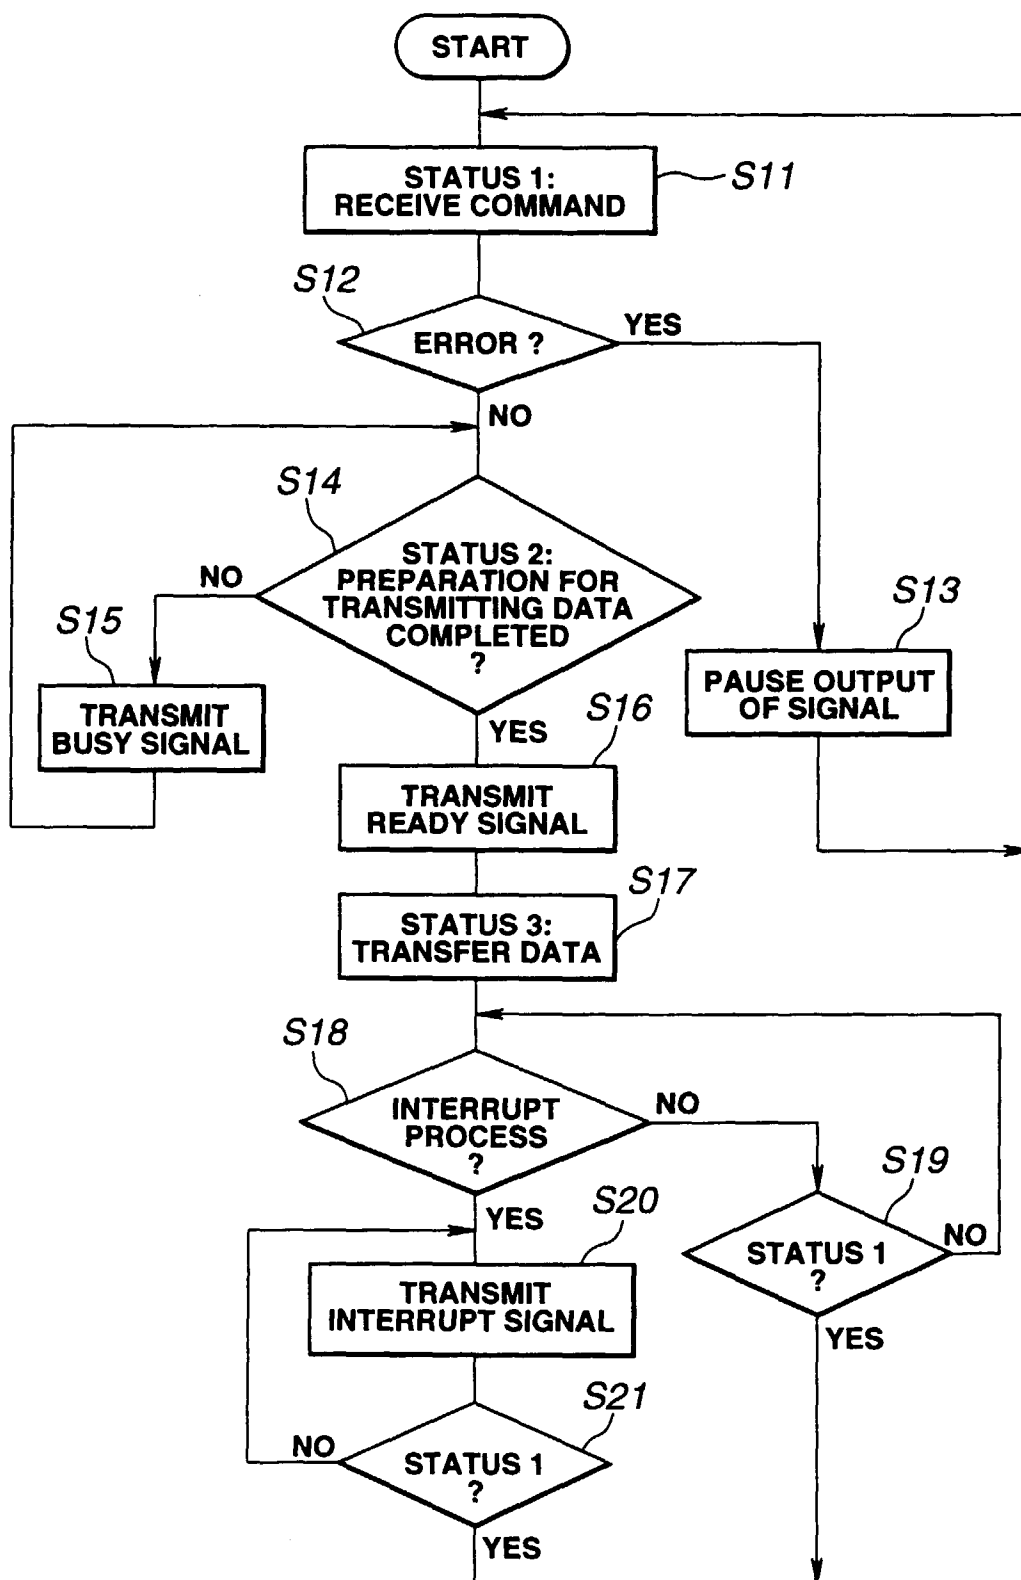 START
STATUS 1:
RECEIVE COMMAND
S11
S12
ERROR ?
YES
NO
S14
STATUS 2:
PREPARATION FOR
TRANSMITTING DATA
COMPLETED
?
NO
YES
S15
TRANSMIT
BUSY SIGNAL
S13
PAUSE OUTPUT
OF SIGNAL
S16
TRANSMIT
READY SIGNAL
S17
STATUS 3:
TRANSFER DATA
S18
INTERRUPT
PROCESS
?
NO
YES
S19
STATUS 1
?
NO
YES
S20
TRANSMIT
INTERRUPT SIGNAL
S21
STATUS 1
?
NO
YES